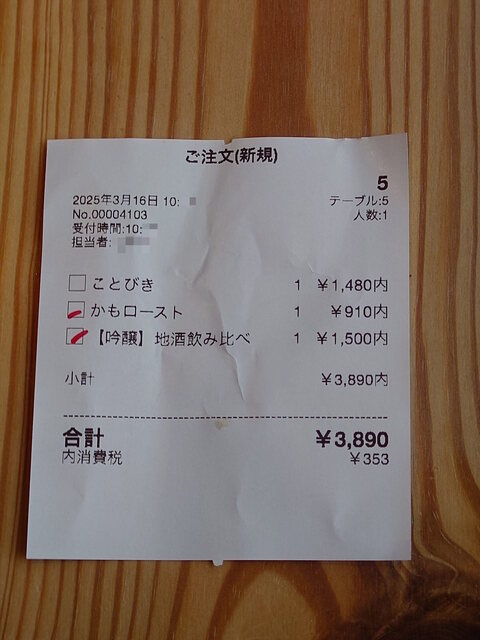 ご注文(新規)
5
2025年3月16日 10:
テーブル:5
No.00004103
人数:1
受付時間:10:
担当者:
ことぶき 1 ¥1,480内
かもロースト 1 ¥910内
【吟醸】地酒飲み比べ 1 ¥1,500内
小計 ¥3,890内
合計 ¥3,890
内消費税 ¥353